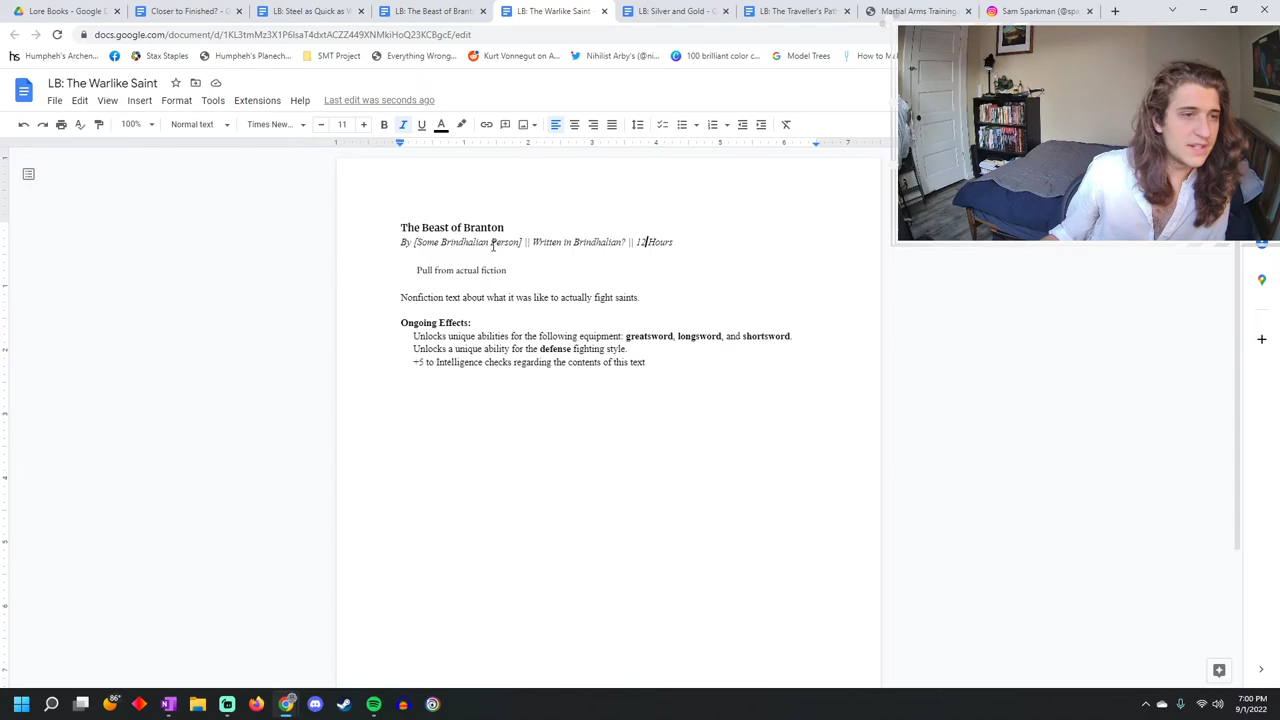 Lore Books - Google D
Closer to Finished? - G
LB: Steel as Quick as W
LB: The Beast of Brant
LB: The Warlike Saint
LB: Silver and Gold - G
LB: The Traveller's Pat
Martial Arts Training
Sam Sparkman (@sp
docs.google.com/document/d/
/edit
Humpheh's Archen...
Stax Staples
Humpheh's Planech...
SMT Project
Everything Wrong...
Kurt Vonnegut on A...
Nihilist Arby's (@nih...
100 brilliant color c...
Model Trees
How t
LB: The Warlike Saint
File Edit View Insert Format Tools Extensions Help Last edit was seconds ago
100% Normal text Times New... 11
The Beast of Branton
By [Some Brindhalian Person] || Written in Brindhalian? || 12 Hours
Pull from actual fiction
Nonfiction text about what it was like to actually fight saints.
Ongoing Effects:
Unlocks unique abilities for the following equipment: greatsword, longsword, and shortsword.
Unlocks a unique ability for the defense fighting style.
+5 to Intelligence checks regarding the contents of this text
86°
7:00 PM
9/1/2022